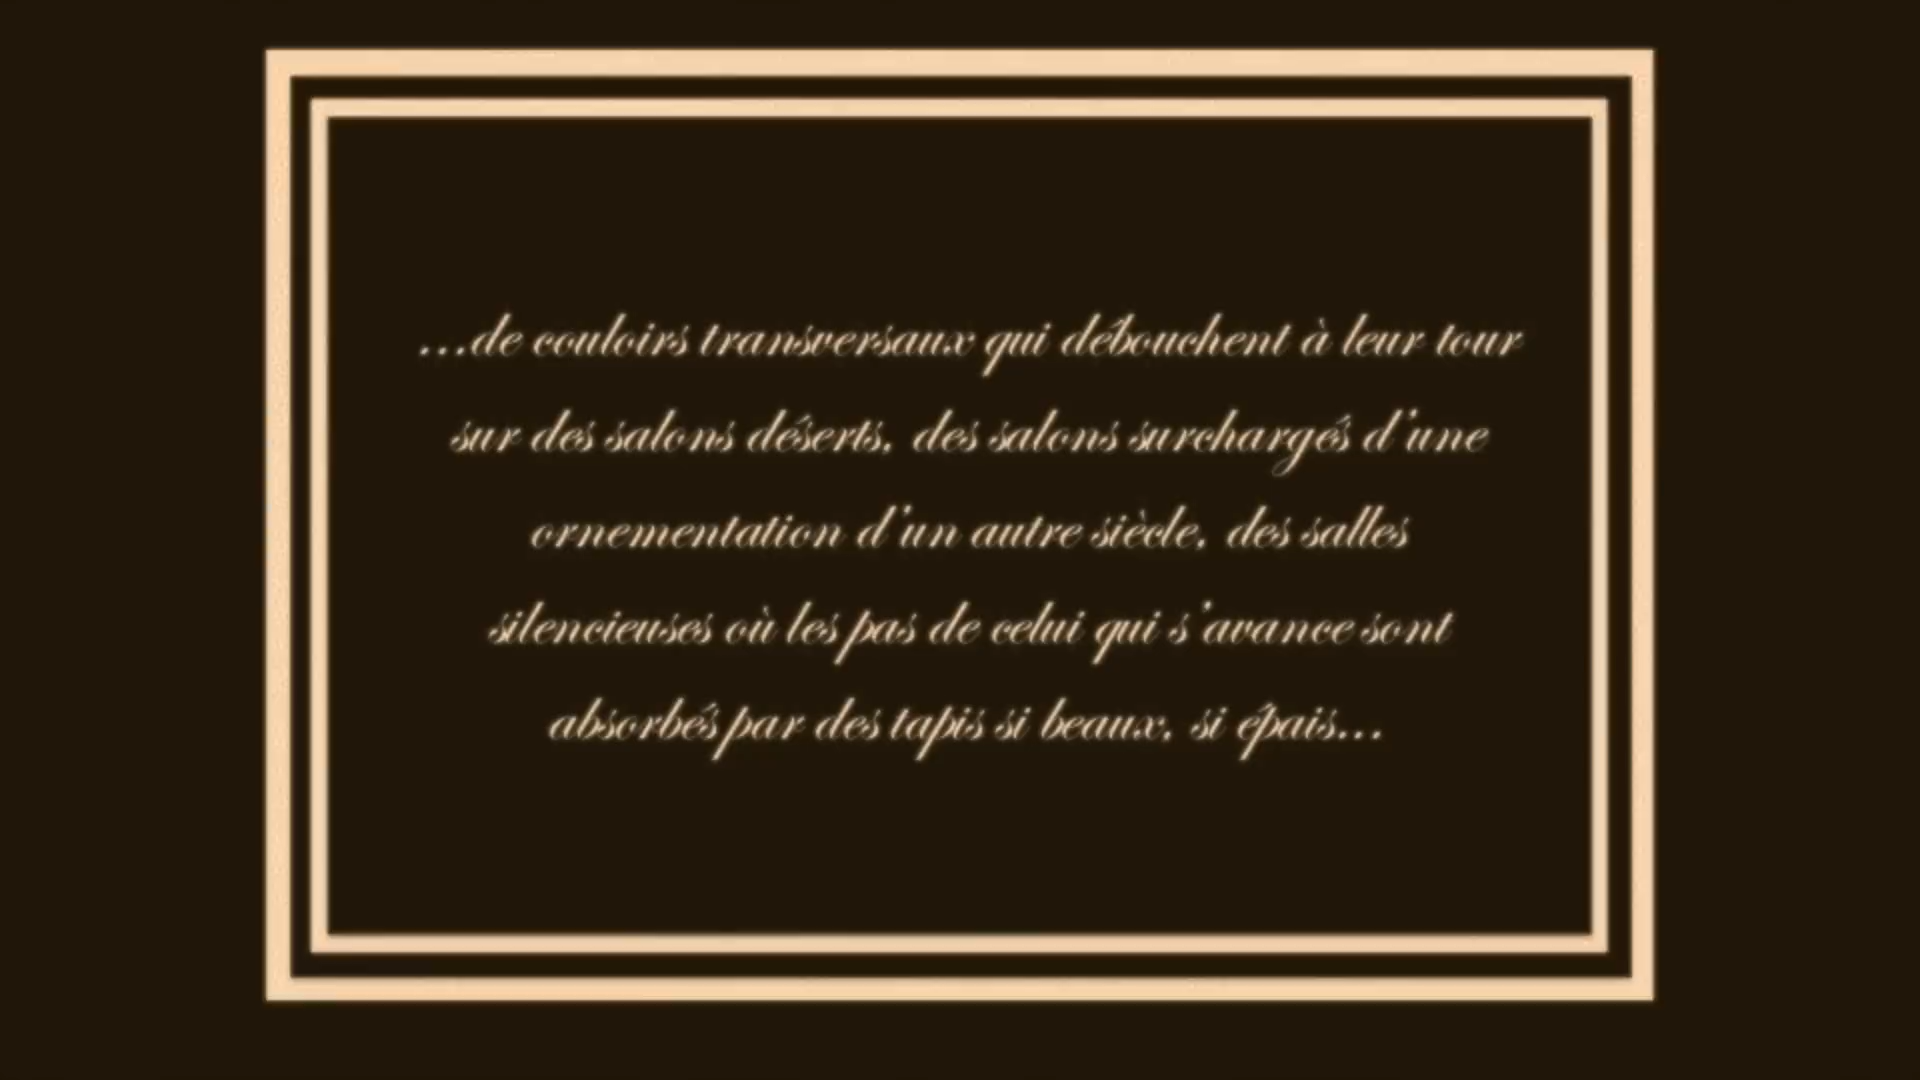 ...de couloirs transversaux qui débouchent à leur tour
sur des salons déserts, des salons surchargés d'une
ornementation d'un autre siècle, des salles
silencieuses où les pas de celui qui s'avance sont
absorbés par des tapis si beaux, si épais...